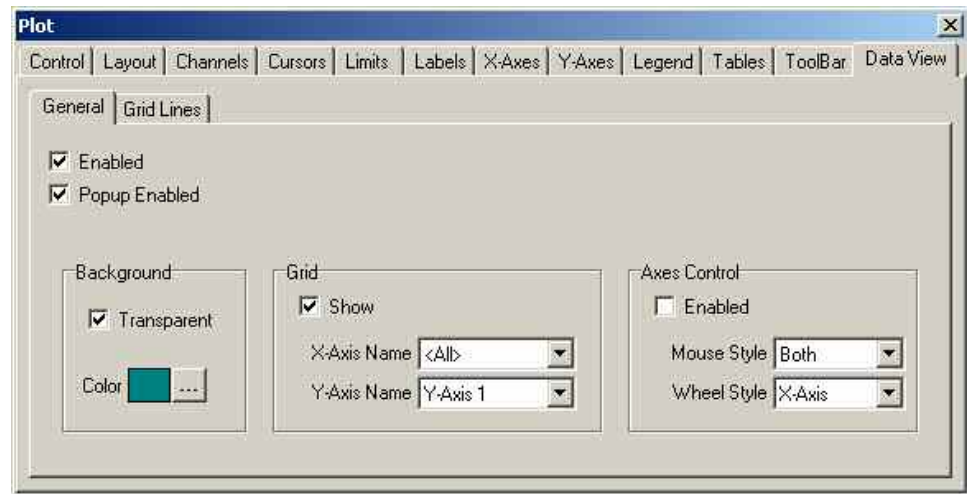 Plot
Control Layout Channels Cursors Limits Labels X-Axes Y-Axes Legend Tables ToolBar Data View
General Grid Lines
Enabled
Popup Enabled
Background
Transparent
Color ...
Grid
Show
X-Axis Name <All>
Y-Axis Name Y-Axis 1
Axes Control
Enabled
Mouse Style Both
Wheel Style X-Axis